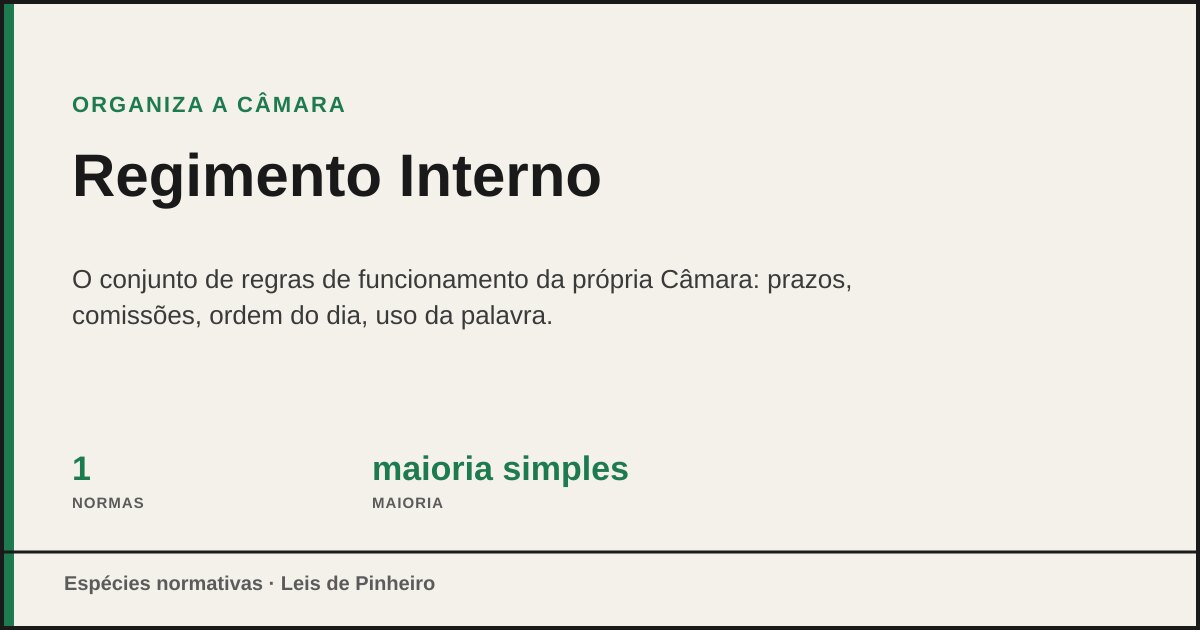 ORGANIZA A CÂMARA
Regimento Interno
O conjunto de regras de funcionamento da própria Câmara: prazos,
comissões, ordem do dia, uso da palavra.
1
NORMAS
maioria simples
MAIORIA
Espécies normativas · Leis de Pinheiro